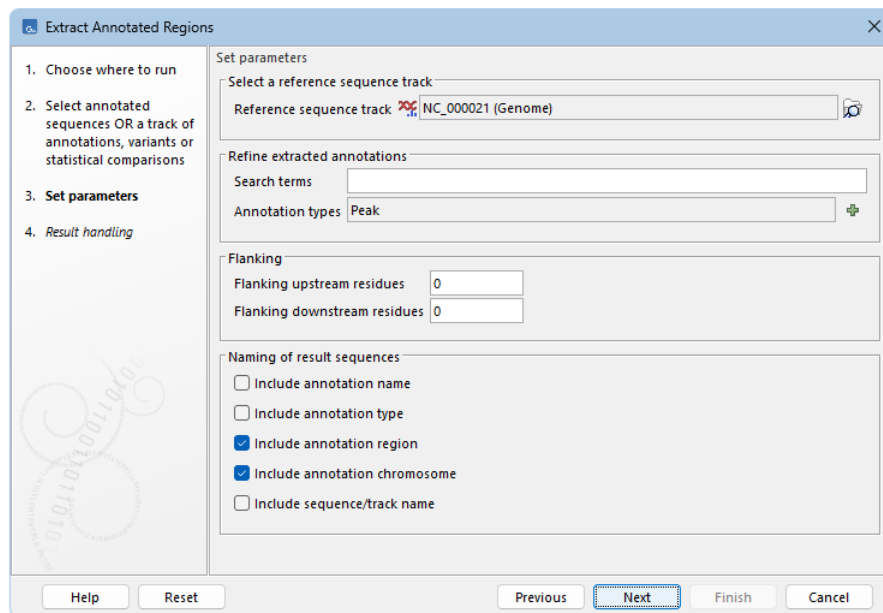 Extract Annotated Regions
1. Choose where to run
2. Select annotated
sequences OR a track of
annotations, variants or
statistical comparisons
3. Set parameters
4. Result handling
Set parameters
Select a reference sequence track
Reference sequence track NC_000021 (Genome)
Refine extracted annotations
Search terms
Annotation types Peak
Flanking
Flanking upstream residues 0
Flanking downstream residues 0
Naming of result sequences
Include annotation name
Include annotation type
Include annotation region
Include annotation chromosome
Include sequence/track name
Help Reset Previous Next Finish Cancel